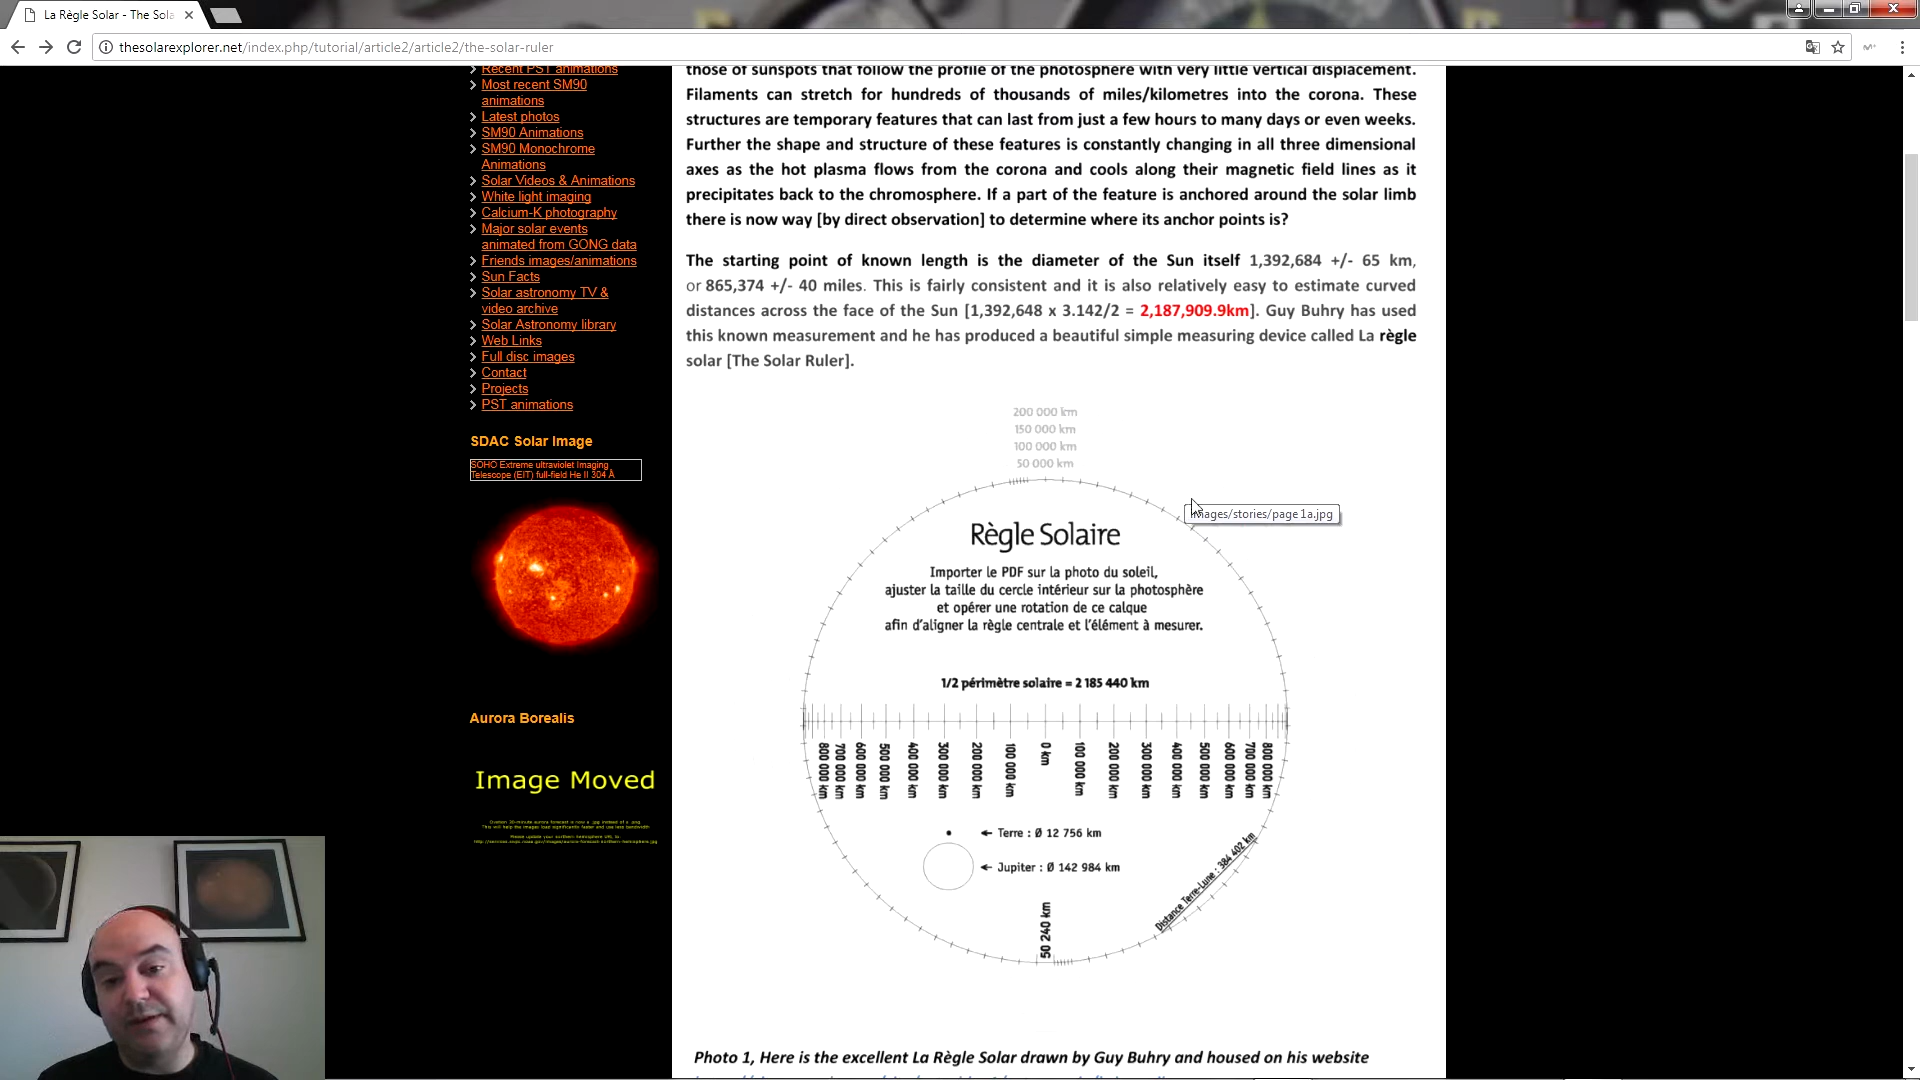 La Règle Solar - The Sola
thesolarexplorer.net/index.php/tutorial/article2/article2/the-solar-ruler
Recent PST animations
Most recent SM90
animations
Latest photos
SM90 Animations
SM90 Monochrome
Animations
Solar Videos & Animations
White light imaging
Calcium-K photography
Major solar events
animated from GONG data
Friends images/animations
Sun Facts
Solar astronomy TV &
video archive
Solar Astronomy library
Web Links
Full disc images
Contact
Projects
PST animations
SDAC Solar Image
SOHO Extreme ultraviolet Imaging
Telescope (EIT) full-field He II 304 Å
Aurora Borealis
Image Moved
those of sunspots that follow the profile of the photosphere with very little vertical displacement.
Filaments can stretch for hundreds of thousands of miles/kilometres into the corona. These
structures are temporary features that can last from just a few hours to many days or even weeks.
Further the shape and structure of these features is constantly changing in all three dimensional
axes as the hot plasma flows from the corona and cools along their magnetic field lines as it
precipitates back to the chromosphere. If a part of the feature is anchored around the solar limb
there is now way [by direct observation] to determine where its anchor points is?
The starting point of known length is the diameter of the Sun itself 1,392,684 +/- 65 km,
or 865,374 +/- 40 miles. This is fairly consistent and it is also relatively easy to estimate curved
distances across the face of the Sun [1,392,648 x 3.142/2 = 2,187,909.9km]. Guy Buhry has used
this known measurement and he has produced a beautiful simple measuring device called La règle
solar [The Solar Ruler].
200 000 km
150 000 km
100 000 km
50 000 km
images/stories/page 1a.jpg
Règle Solaire
Importer le PDF sur la photo du soleil,
ajuster la taille du cercle intérieur sur la photosphère
et opérer une rotation de ce calque
afin d'aligner la règle centrale et l'élément à mesurer.
1/2 périmètre solaire = 2 185 440 km
800 000 km
700 000 km
600 000 km
500 000 km
400 000 km
300 000 km
200 000 km
100 000 km
0 km
100 000 km
200 000 km
300 000 km
400 000 km
500 000 km
600 000 km
700 000 km
800 000 km
← Terre : Ø 12 756 km
← Jupiter : Ø 142 984 km
Distance Terre-Lune : 384 402 km
50 240 km
Photo 1, Here is the excellent La Règle Solar drawn by Guy Buhry and housed on his website